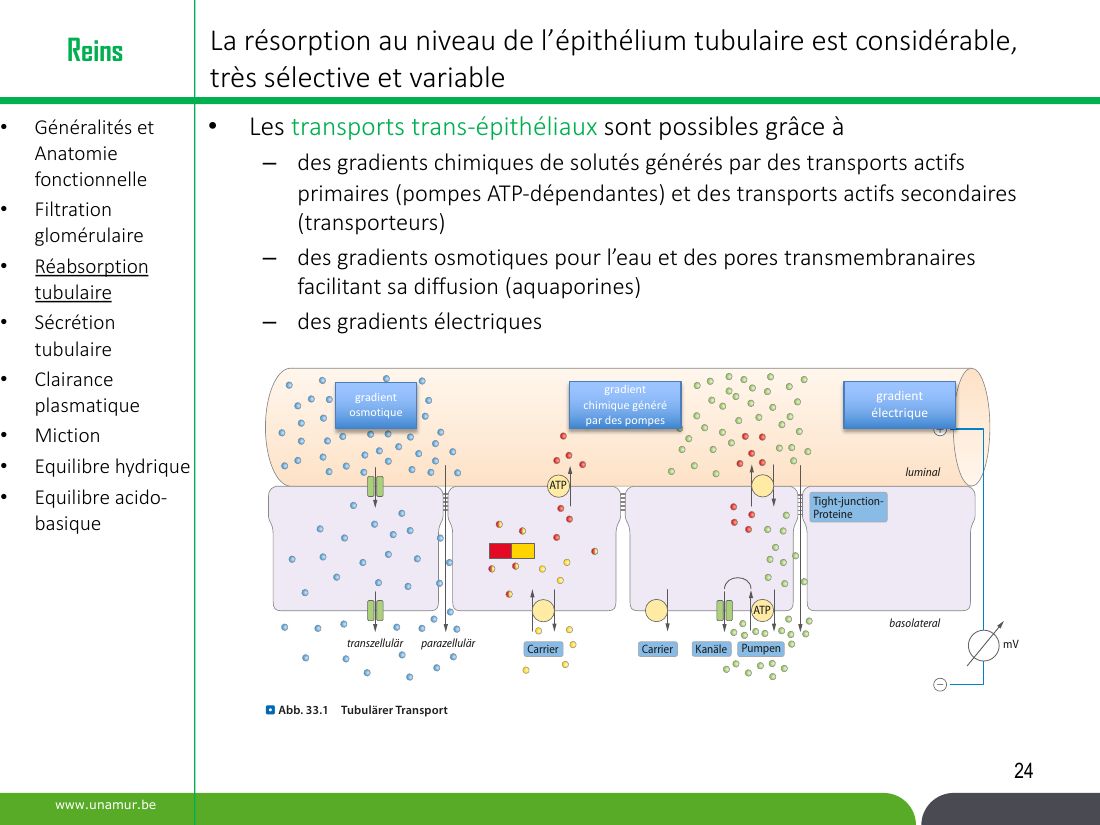 Reins
La résorption au niveau de l’épithélium tubulaire est considérable,
très sélective et variable
• Généralités et
Anatomie
fonctionnelle
• Filtration
glomérulaire
• Réabsorption
tubulaire
• Sécrétion
tubulaire
• Clairance
plasmatique
• Miction
• Equilibre hydrique
• Equilibre acido-
basique
• Les transports trans-épithéliaux sont possibles grâce à
– des gradients chimiques de solutés générés par des transports actifs
primaires (pompes ATP-dépendantes) et des transports actifs secondaires
(transporteurs)
– des gradients osmotiques pour l’eau et des pores transmembranaires
facilitant sa diffusion (aquaporines)
– des gradients électriques
gradient
osmotique
gradient
chimique généré
par des pompes
gradient
électrique
+
luminal
ATP
Tight-junction-
Proteine
ATP
basolateral
transzellulär
parazellulär
Carrier
Carrier
Kanäle
Pumpen
mV
–
Abb. 33.1 Tubulärer Transport
24
www.unamur.be